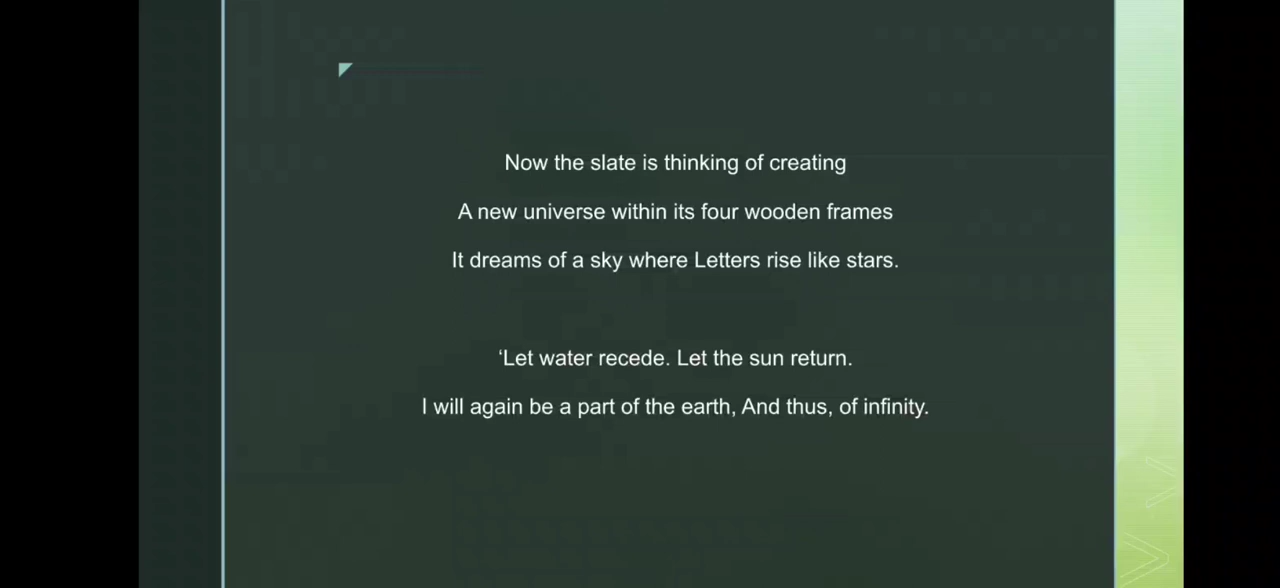 Now the slate is thinking of creating
A new universe within its four wooden frames
It dreams of a sky where Letters rise like stars.
‘Let water recede. Let the sun return.
I will again be a part of the earth, And thus, of infinity.